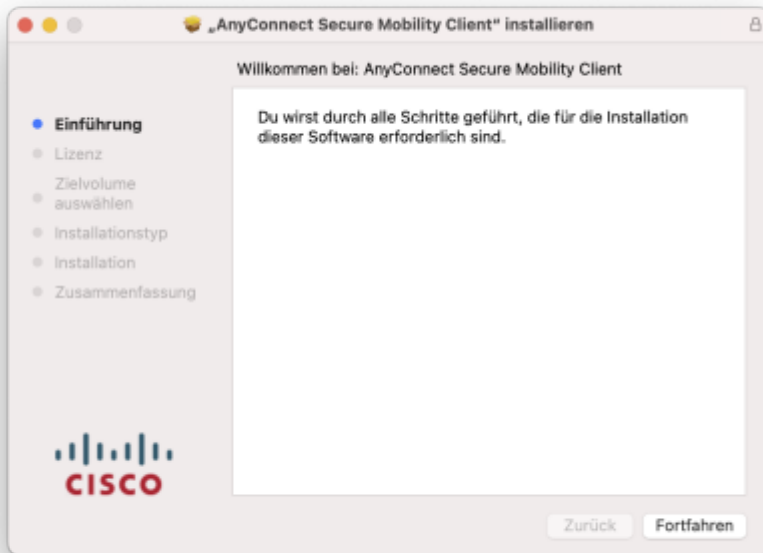 „AnyConnect Secure Mobility Client“ installieren
Willkommen bei: AnyConnect Secure Mobility Client
Einführung
Lizenz
Zielvolume
auswählen
Installationstyp
Installation
Zusammenfassung
Du wirst durch alle Schritte geführt, die für die Installation
dieser Software erforderlich sind.
CISCO
Zurück
Fortfahren